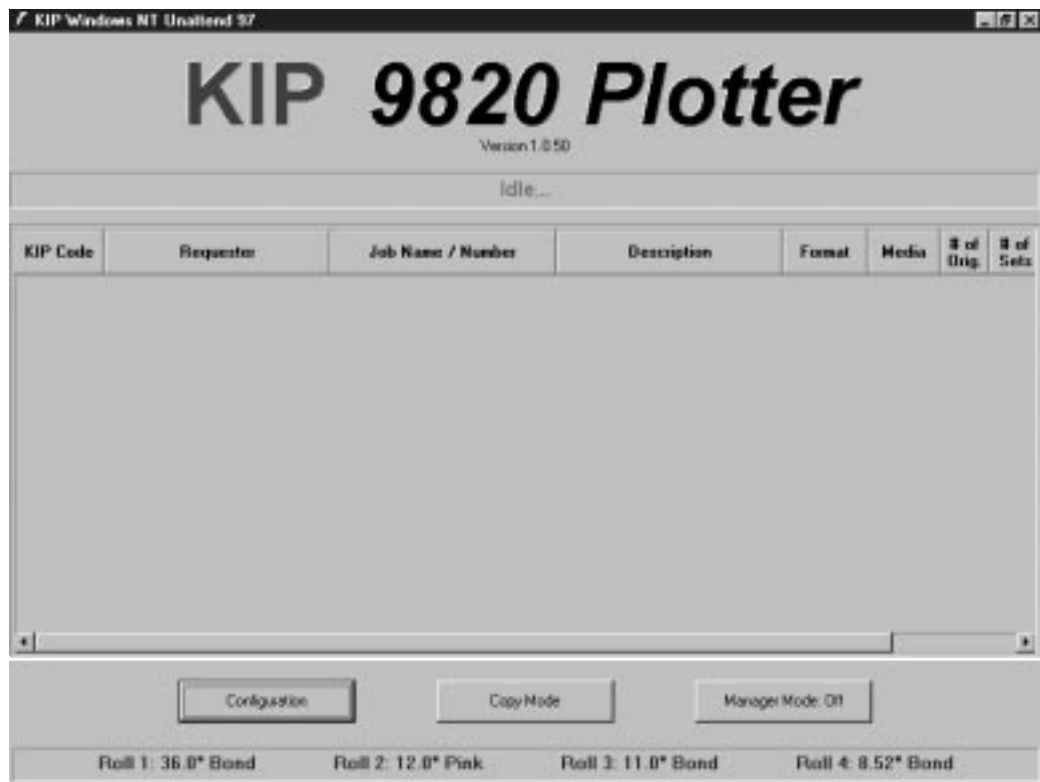 KIP Windows NT Unattend 97
KIP 9820 Plotter
Version 1.0.50
Idle...
KIP Code Requester Job Name / Number Description Format Media # of Orig. # of Sets
Configuration Copy Mode Manager Mode: Off
Roll 1: 36.0" Bond Roll 2: 12.0" Pink Roll 3: 11.0" Bond Roll 4: 8.52" Bond